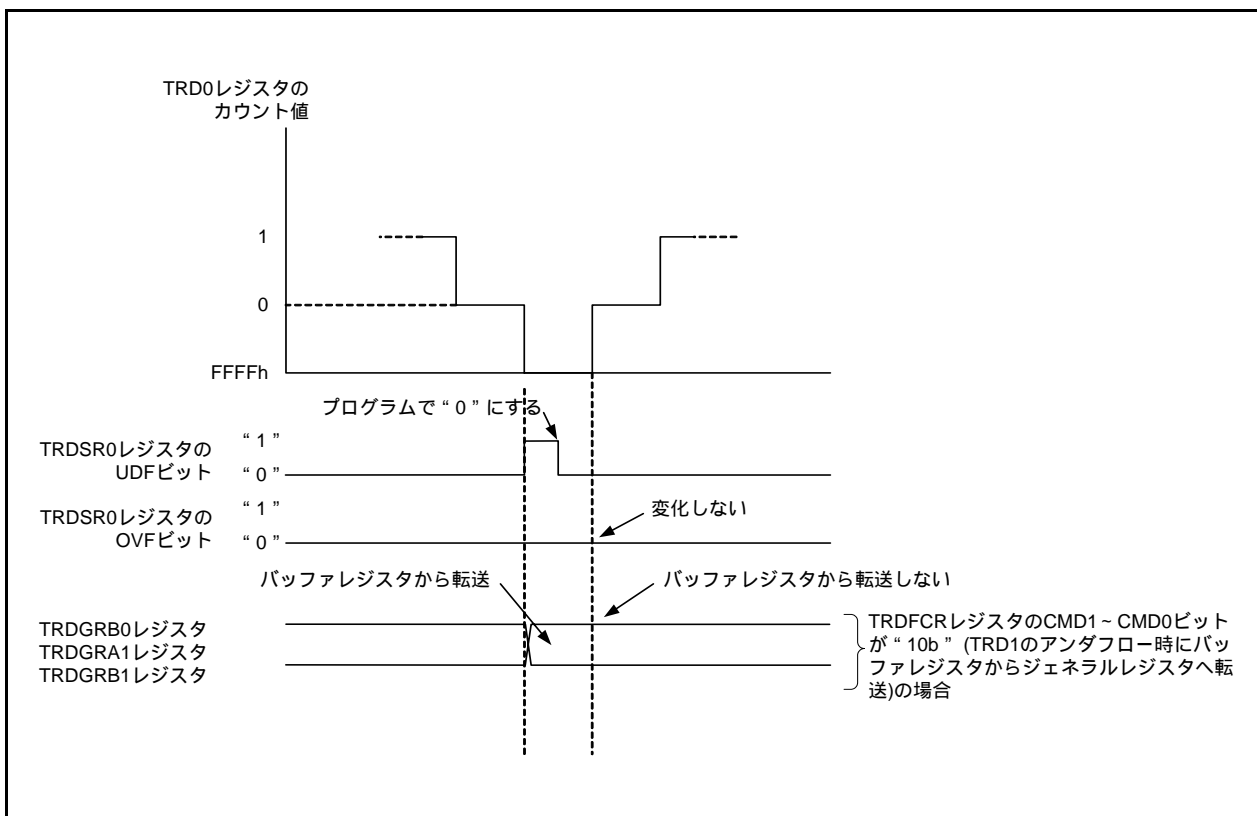 TRD0レジスタの
カウント値
1
0
FFFFh
プログラムで“0”にする
TRDSR0レジスタの
UDFビット
“1”
“0”
TRDSR0レジスタの
OVFビット
“1”
“0”
変化しない
バッファレジスタから転送
バッファレジスタから転送しない
TRDGRB0レジスタ
TRDGRA1レジスタ
TRDGRB1レジスタ
TRDFCRレジスタのCMD1~CMD0ビット
が“10b”(TRD1のアンダフロー時にバッ
ファレジスタからジェネラルレジスタへ転
送)の場合